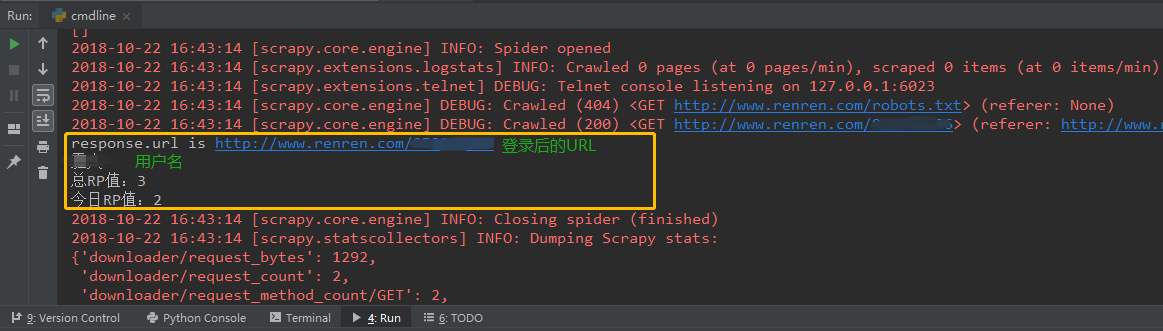 Run: cmdline ×
[]
2018-10-22 16:43:14 [scrapy.core.engine] INFO: Spider opened
2018-10-22 16:43:14 [scrapy.extensions.logstats] INFO: Crawled 0 pages (at 0 pages/min), scraped 0 items (at 0 items/min)
2018-10-22 16:43:14 [scrapy.extensions.telnet] DEBUG: Telnet console listening on 127.0.0.1:6023
2018-10-22 16:43:14 [scrapy.core.engine] DEBUG: Crawled (404) <GET http://www.renren.com/robots.txt> (referer: None)
2018-10-22 16:43:14 [scrapy.core.engine] DEBUG: Crawled (200) <GET http://www.renren.com/ > (referer: http://www.re
response.url is http://www.renren.com/ 登录后的URL
用户名
总RP值：3
今日RP值：2
2018-10-22 16:43:14 [scrapy.core.engine] INFO: Closing spider (finished)
2018-10-22 16:43:14 [scrapy.statscollectors] INFO: Dumping Scrapy stats:
{'downloader/request_bytes': 1292,
'downloader/request_count': 2,
'downloader/request_method_count/GET': 2,
9: Version Control Python Console Terminal 4: Run 6: TODO